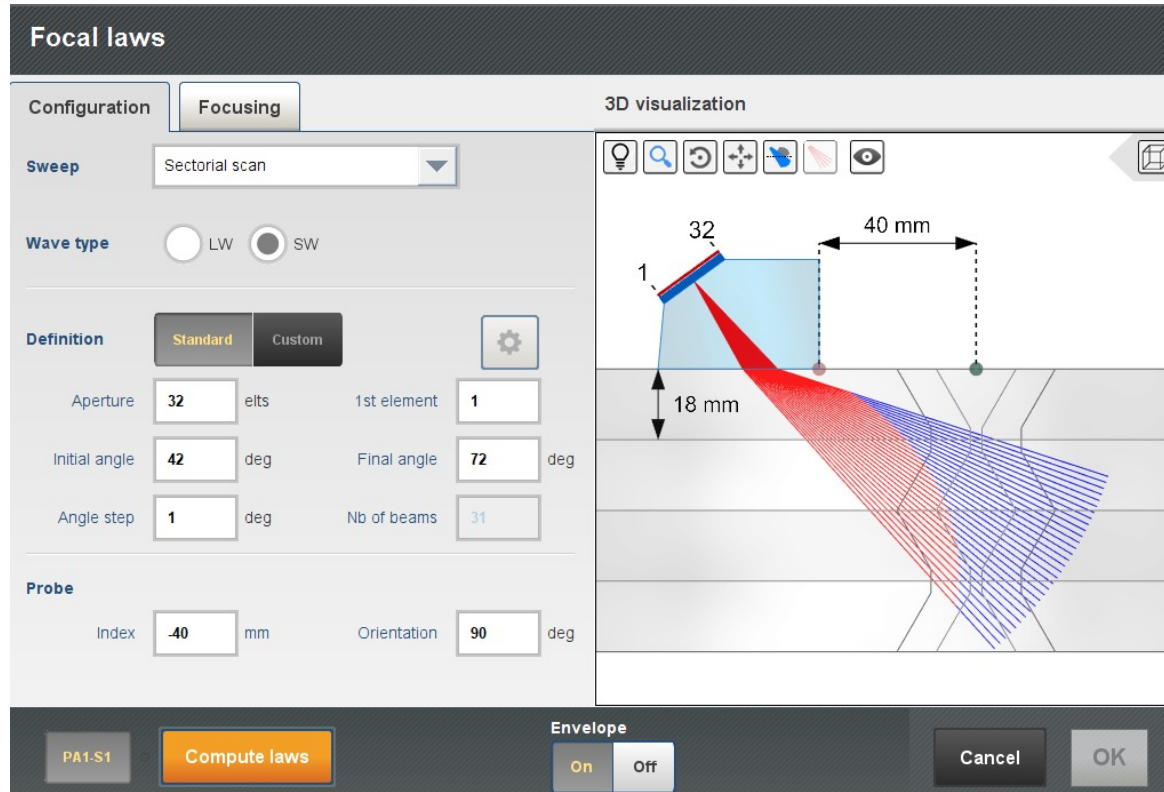 Focal laws
Configuration
Focusing
3D visualization
Sweep
Sectorial scan
Wave type
LW
SW
Definition
Standard
Custom
Aperture
32
elts
1st element
1
Initial angle
42
deg
Final angle
72
deg
Angle step
1
deg
Nb of beams
31
Probe
Index
-40
mm
Orientation
90
deg
32
1
40 mm
18 mm
PA1-S1
Compute laws
Envelope
On
Off
Cancel
OK